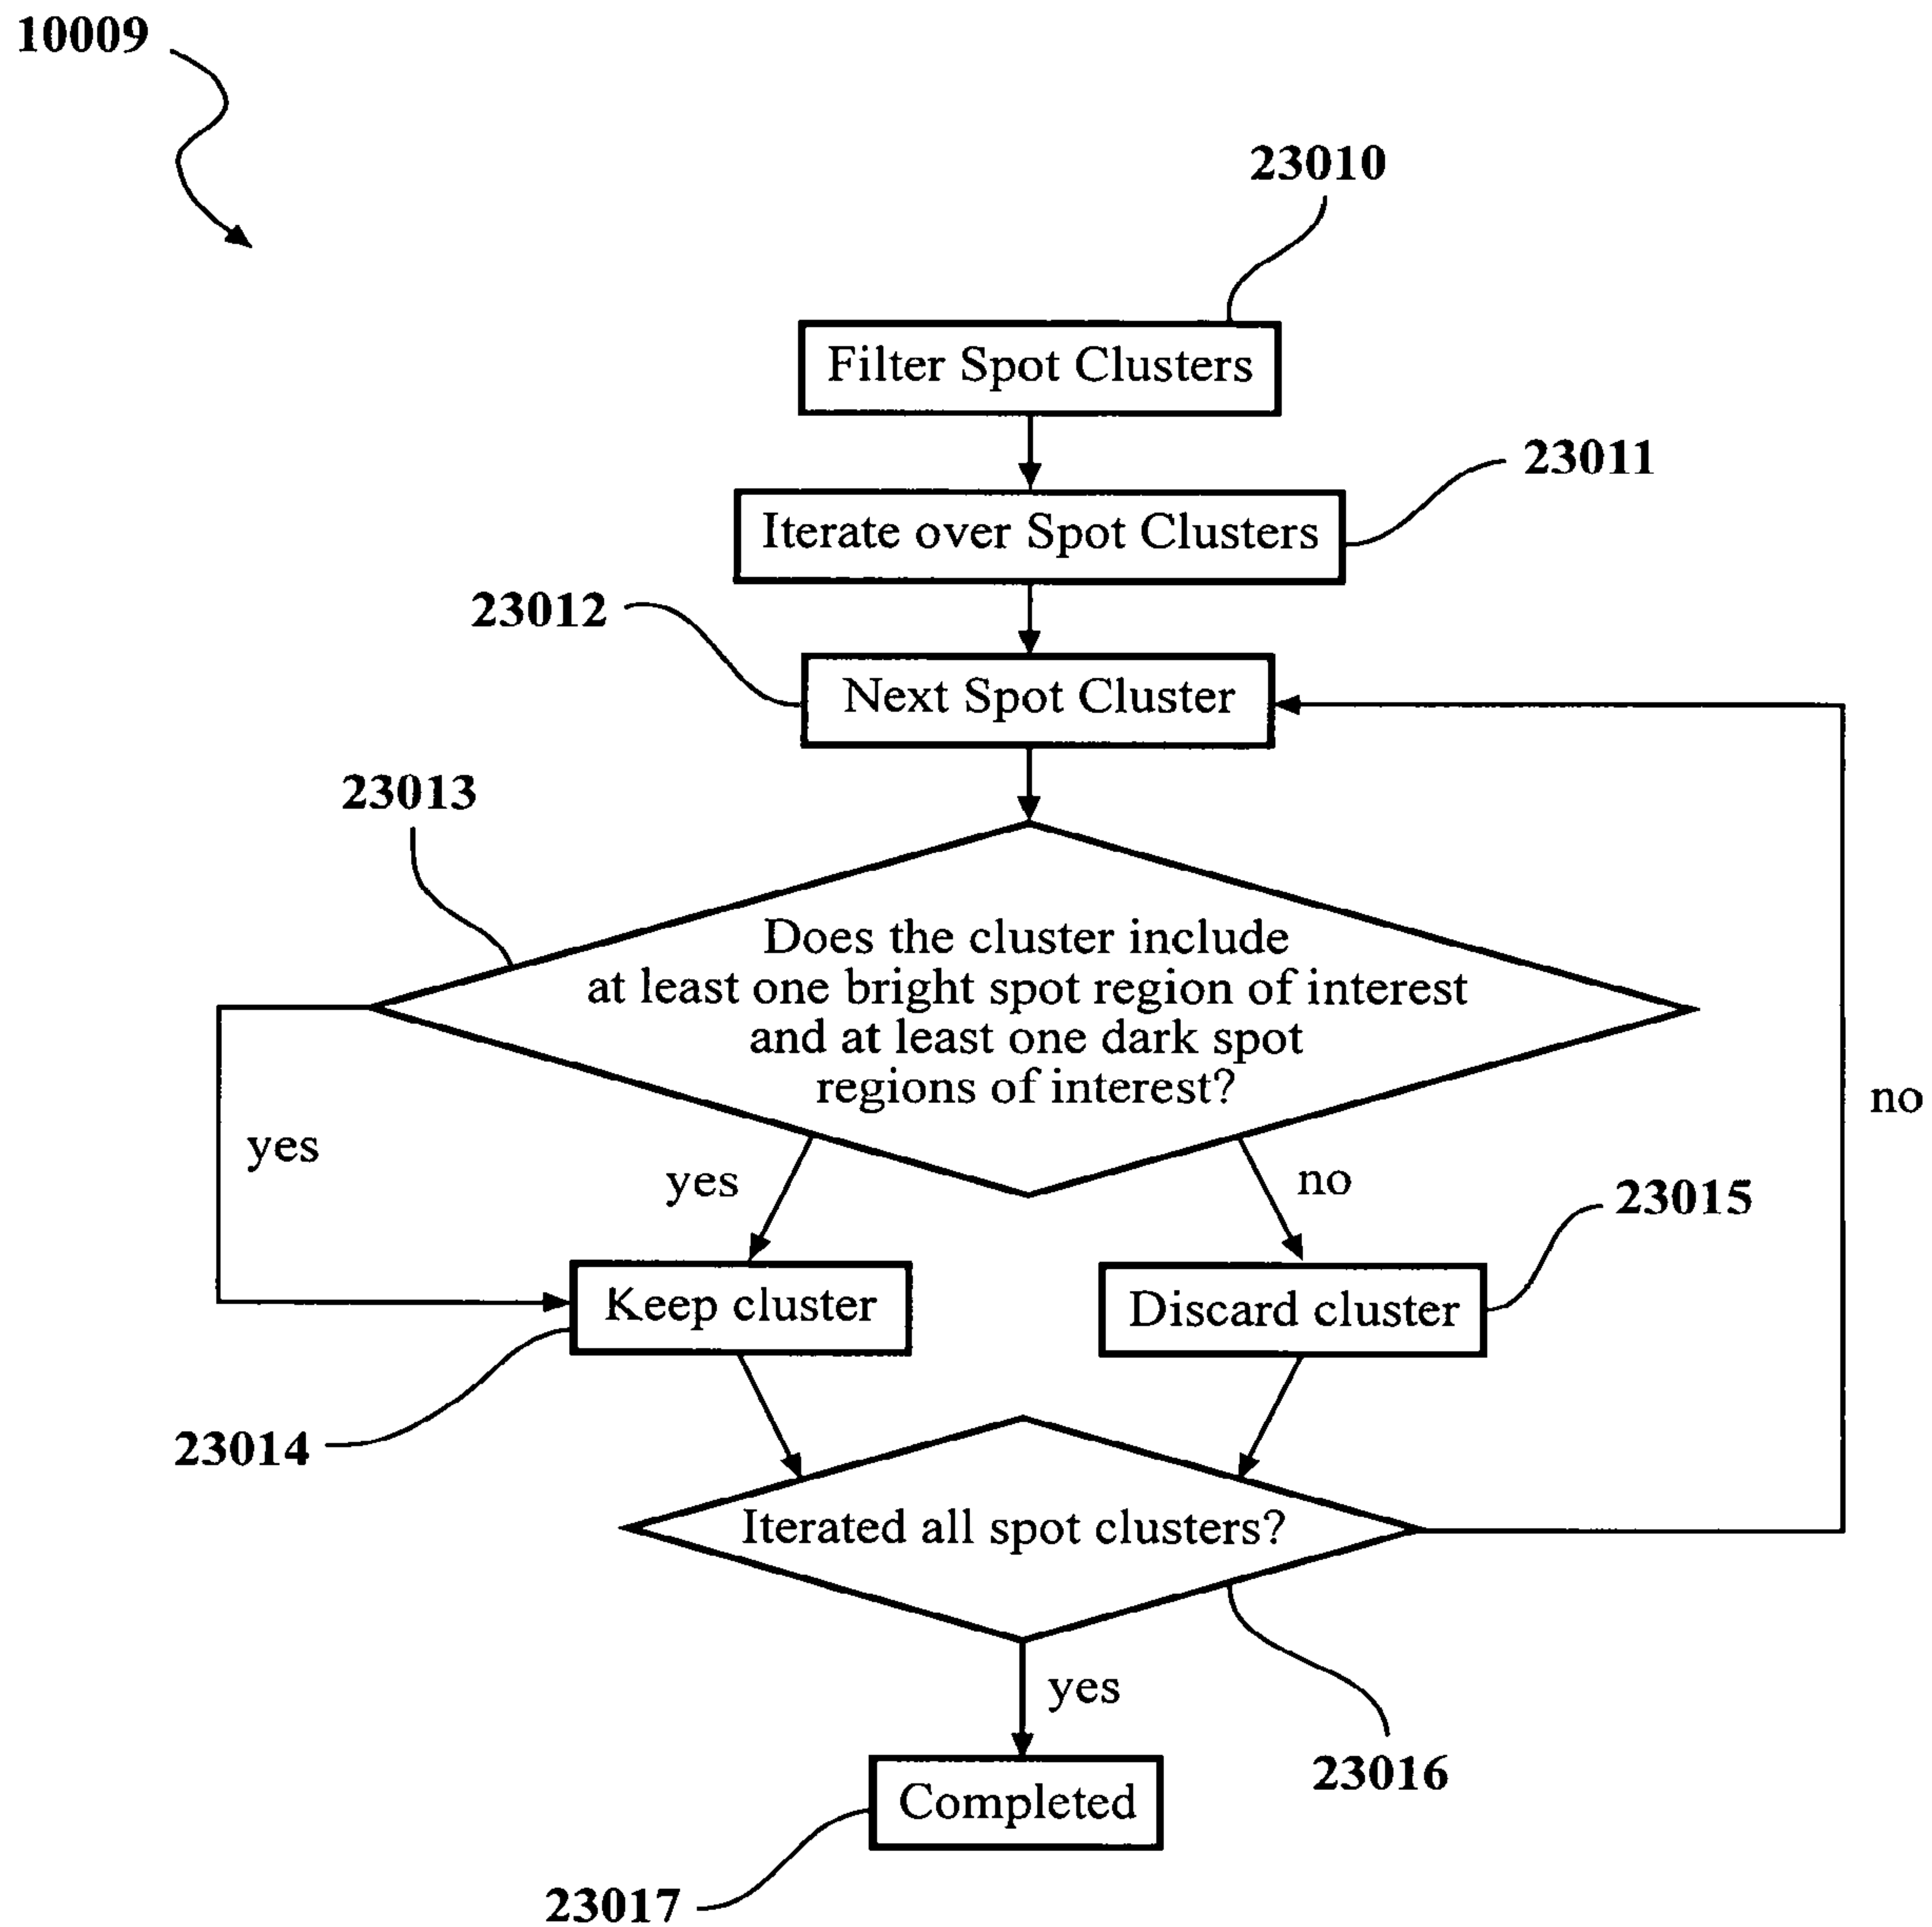 10009
23010
Filter Spot Clusters
23011
Iterate over Spot Clusters
23012
Next Spot Cluster
23013
Does the cluster include
at least one bright spot region of interest
and at least one dark spot
regions of interest?
no
yes
yes
no
23015
Keep cluster
Discard cluster
23014
Iterated all spot clusters?
yes
23016
Completed
23017